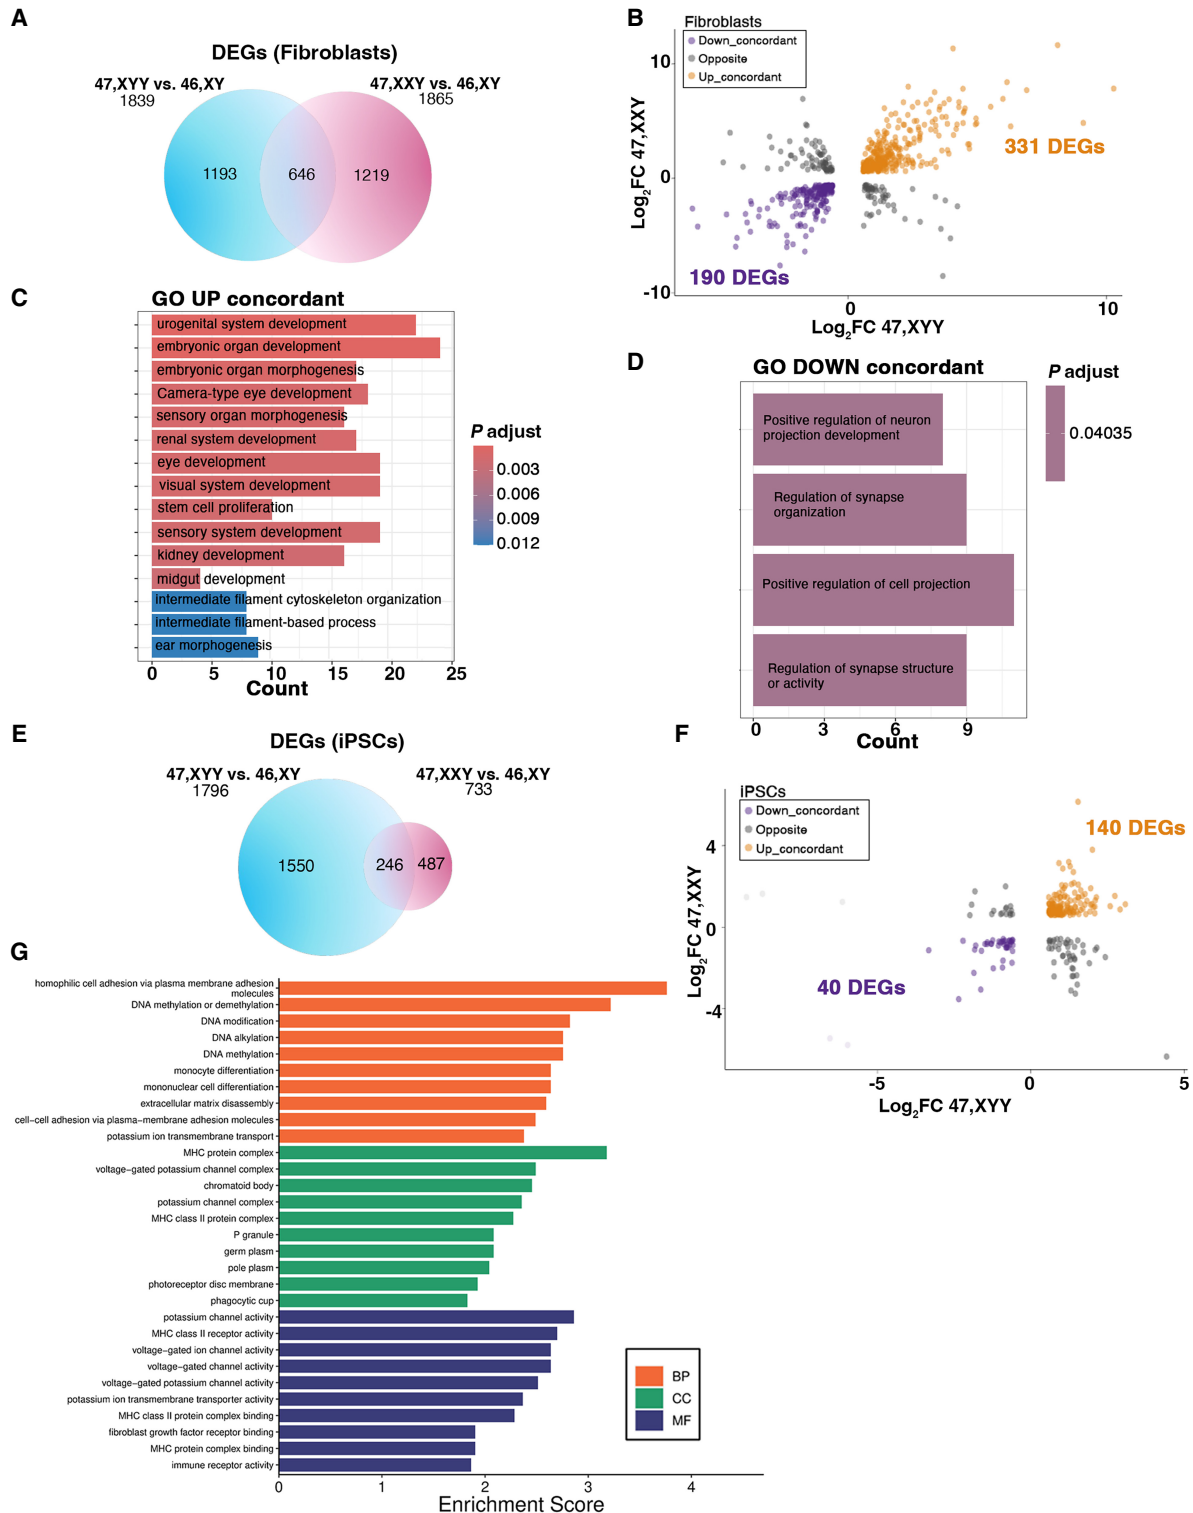 A
DEGs (Fibroblasts)
47,XYY vs. 46,XY
1839
47,XXY vs. 46,XY
1865
1193
646
1219
B
Fibroblasts
Down_concordant
Opposite
Up_concordant
10
0
-10
Log2FC 47,XXY
331 DEGs
190 DEGs
0
10
Log2FC 47,XYY
C
GO UP concordant
urogenital system development
embryonic organ development
embryonic organ morphogenesis
Camera-type eye development
sensory organ morphogenesis
renal system development
eye development
visual system development
stem cell proliferation
sensory system development
kidney development
midgut development
intermediate filament cytoskeleton organization
intermediate filament-based process
ear morphogenesis
0 5 10 15 20 25
Count
P adjust
0.003
0.006
0.009
0.012
D
GO DOWN concordant
Positive regulation of neuron
projection development
Regulation of synapse
organization
Positive regulation of cell projection
Regulation of synapse structure
or activity
0 3 6 9
Count
P adjust
0.04035
E
DEGs (iPSCs)
47,XYY vs. 46,XY
1796
47,XXY vs. 46,XY
733
1550
246
487
F
iPSCs
Down_concordant
Opposite
Up_concordant
140 DEGs
40 DEGs
4
0
-4
Log2FC 47,XXY
-5 0 5
Log2FC 47,XYY
G
homophilic cell adhesion via plasma membrane adhesion
molecules
DNA methylation or demethylation
DNA modification
DNA alkylation
DNA methylation
monocyte differentiation
mononuclear cell differentiation
extracellular matrix disassembly
cell−cell adhesion via plasma−membrane adhesion molecules
potassium ion transmembrane transport
MHC protein complex
voltage−gated potassium channel complex
chromatoid body
potassium channel complex
MHC class II protein complex
P granule
germ plasm
pole plasm
photoreceptor disc membrane
phagocytic cup
potassium channel activity
MHC class II receptor activity
voltage−gated ion channel activity
voltage−gated channel activity
voltage−gated potassium channel activity
potassium ion transmembrane transporter activity
MHC class II protein complex binding
fibroblast growth factor receptor binding
MHC protein complex binding
immune receptor activity
0 1 2 3 4
Enrichment Score
BP
CC
MF